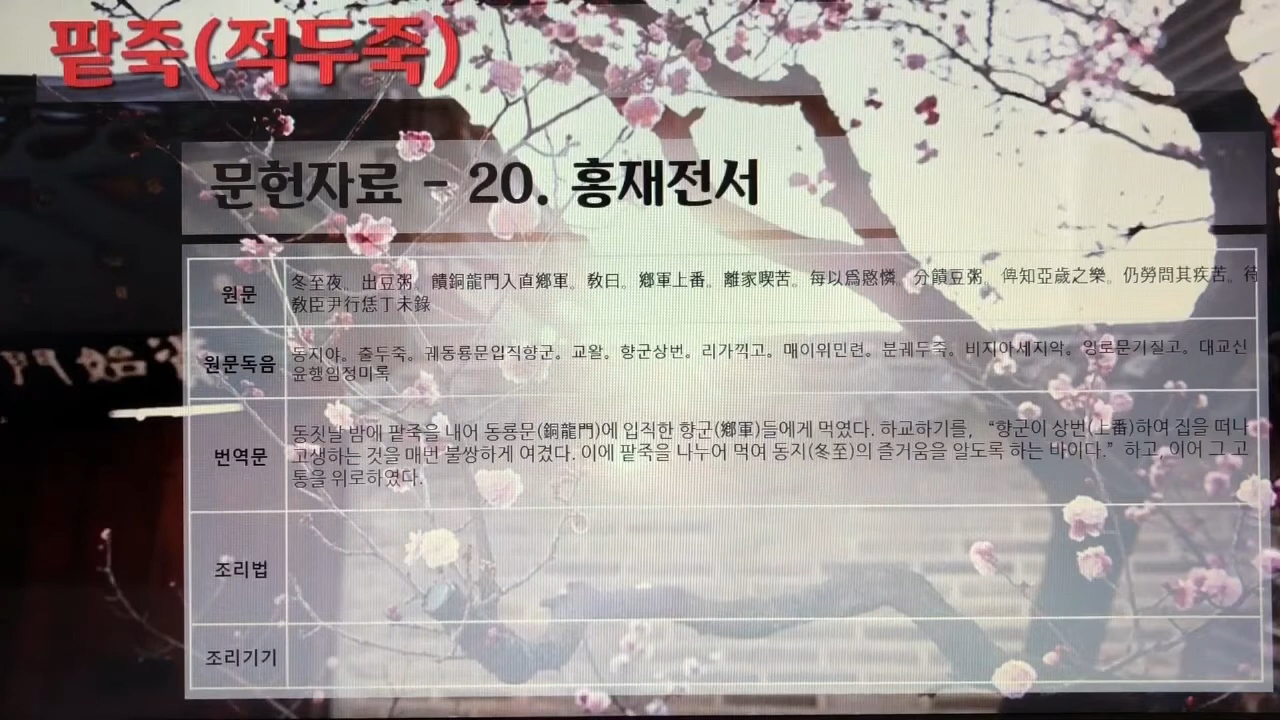 팥죽(적두죽)
문헌자료 - 20. 홍재전서
원문
冬至夜。出豆粥。饋銅龍門入直鄕軍。敎曰。鄕軍上番。離家喫苦。每以爲愍憐。分饋豆粥。俾知亞歲之樂。仍勞問其疾苦。待
敎臣尹行恁丁未錄
원문독음
동지야。출두죽。궤동룡문입직향군。교왈。향군상번。리가끽고。매이위민련。분궤두죽。비지아세지악。잉로문기질고。대교신
윤행임정미록
번역문
동짓날 밤에 팥죽을 내어 동룡문(銅龍門)에 입직한 향군(鄕軍)들에게 먹였다. 하교하기를, “향군이 상번(上番)하여 집을 떠나
고생하는 것을 매번 불쌍하게 여겼다. 이에 팥죽을 나누어 먹여 동지(冬至)의 즐거움을 알도록 하는 바이다.” 하고, 이어 그 고
통을 위로하였다.
조리법
조리기기